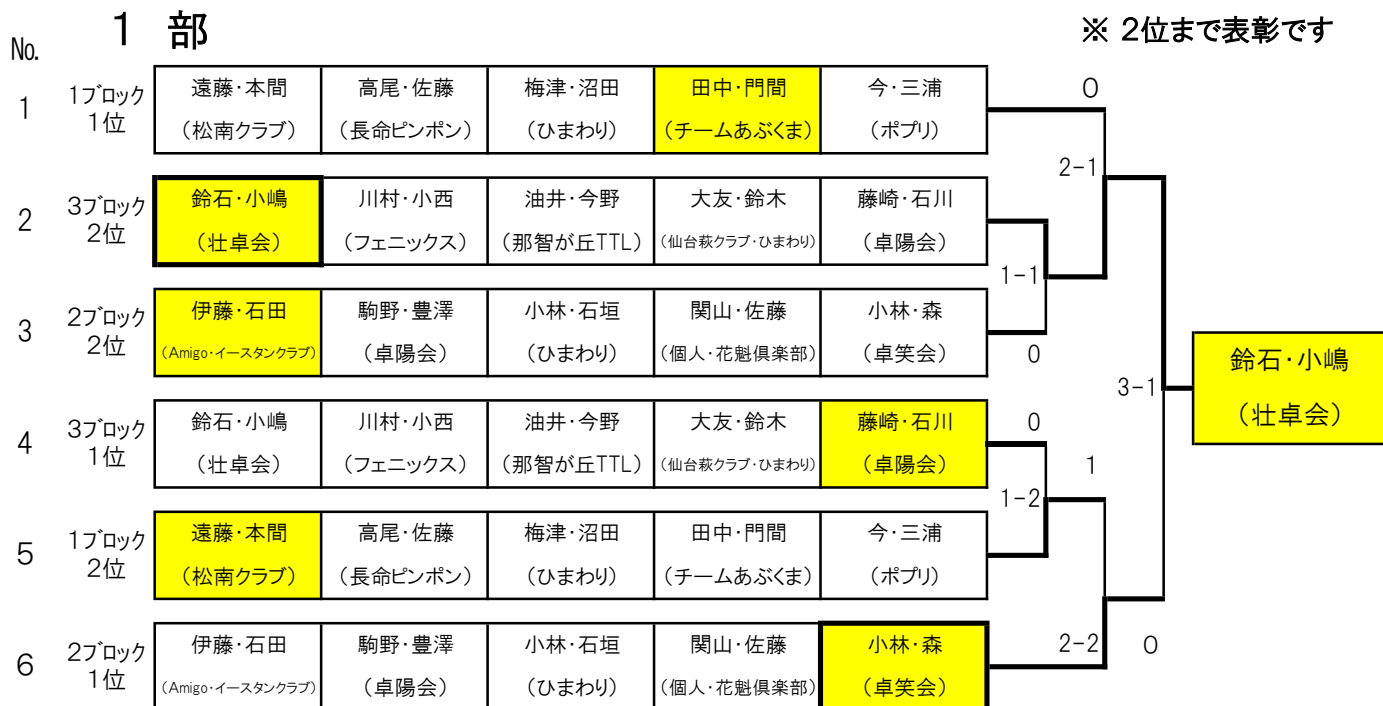 1 部
※ 2位まで表彰です
No.
1
1ブロック
1位
遠藤・本間
(松南クラブ)
高尾・佐藤
(長命ピンポン)
梅津・沼田
(ひまわり)
田中・門間
(チームあぶくま)
今・三浦
(ポプリ)
0
2-1
2
3ブロック
2位
鈴石・小嶋
(壮卓会)
川村・小西
(フェニックス)
油井・今野
(那智が丘TTL)
大友・鈴木
(仙台萩クラブ・ひまわり)
藤崎・石川
(卓陽会)
1-1
3
2ブロック
2位
伊藤・石田
(Amigo・イースタンクラブ)
駒野・豊澤
(卓陽会)
小林・石垣
(ひまわり)
関山・佐藤
(個人・花魁倶楽部)
小林・森
(卓笑会)
0
3-1
鈴石・小嶋
(壮卓会)
4
3ブロック
1位
鈴石・小嶋
(壮卓会)
川村・小西
(フェニックス)
油井・今野
(那智が丘TTL)
大友・鈴木
(仙台萩クラブ・ひまわり)
藤崎・石川
(卓陽会)
0
1
1-2
5
1ブロック
2位
遠藤・本間
(松南クラブ)
高尾・佐藤
(長命ピンポン)
梅津・沼田
(ひまわり)
田中・門間
(チームあぶくま)
今・三浦
(ポプリ)
6
2ブロック
1位
伊藤・石田
(Amigo・イースタンクラブ)
駒野・豊澤
(卓陽会)
小林・石垣
(ひまわり)
関山・佐藤
(個人・花魁倶楽部)
小林・森
(卓笑会)
2-2
0